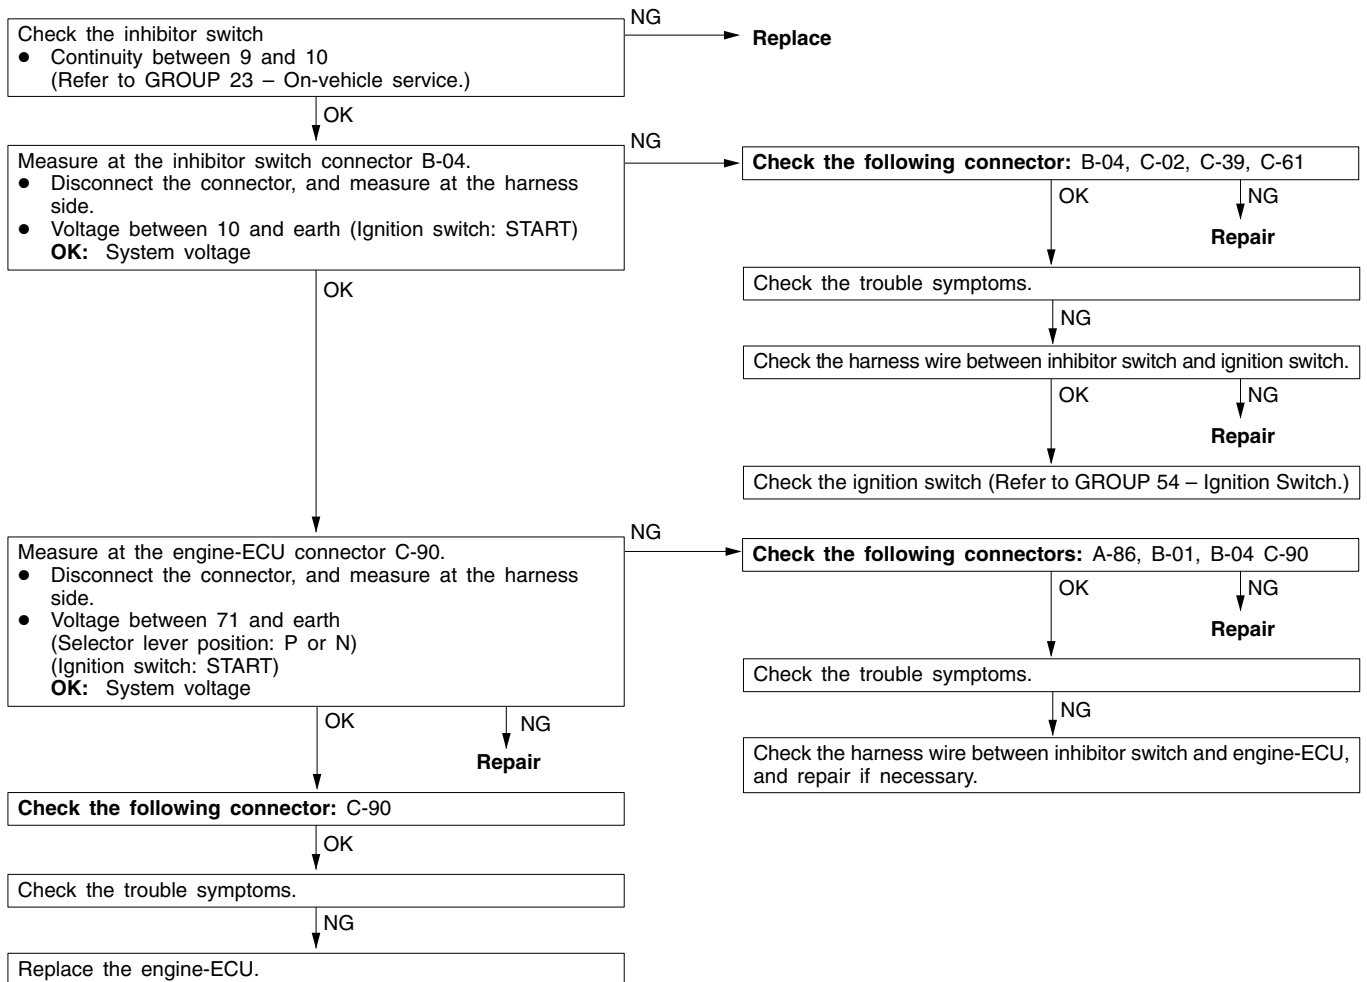 Check the inhibitor switch
● Continuity between 9 and 10
(Refer to GROUP 23 – On-vehicle service.)
NG
Replace
OK
Measure at the inhibitor switch connector B-04.
● Disconnect the connector, and measure at the harness
side.
● Voltage between 10 and earth (Ignition switch: START)
OK: System voltage
NG
Check the following connector: B-04, C-02, C-39, C-61
OK
NG
Repair
Check the trouble symptoms.
NG
Check the harness wire between inhibitor switch and ignition switch.
OK
NG
Repair
Check the ignition switch (Refer to GROUP 54 – Ignition Switch.)
OK
Measure at the engine-ECU connector C-90.
● Disconnect the connector, and measure at the harness
side.
● Voltage between 71 and earth
(Selector lever position: P or N)
(Ignition switch: START)
OK: System voltage
NG
Check the following connectors: A-86, B-01, B-04 C-90
OK
NG
Repair
Check the trouble symptoms.
NG
Check the harness wire between inhibitor switch and engine-ECU,
and repair if necessary.
OK
NG
Repair
Check the following connector: C-90
OK
Check the trouble symptoms.
NG
Replace the engine-ECU.